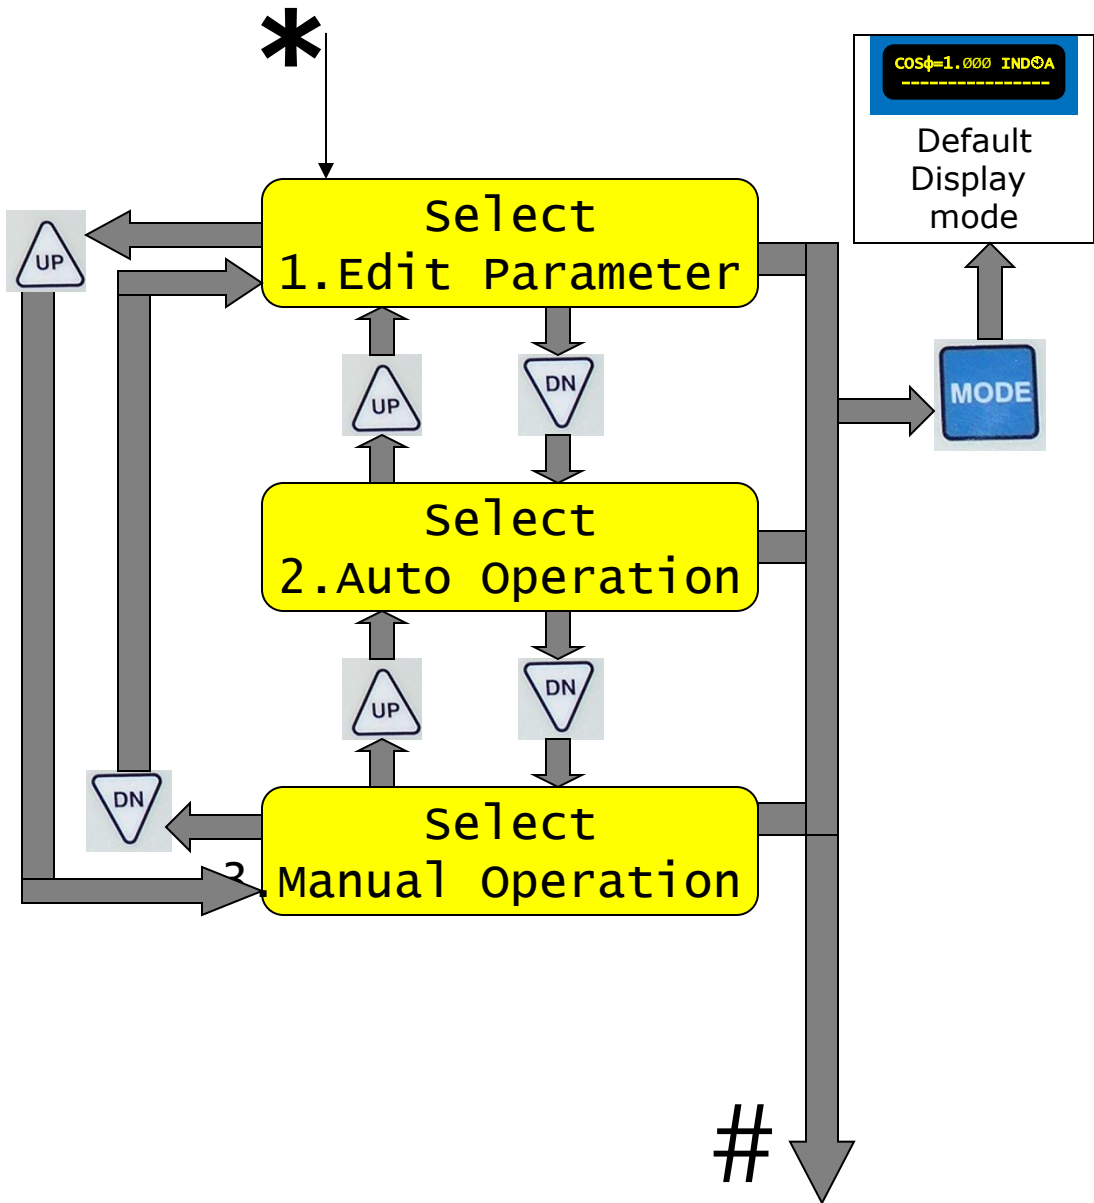 *
COSϕ=1.000 IND⏲A
----------------
Default
Display
mode
Select
1.Edit Parameter
UP
UP
DN
MODE
Select
2.Auto Operation
UP
DN
DN
Select
3.Manual Operation
#